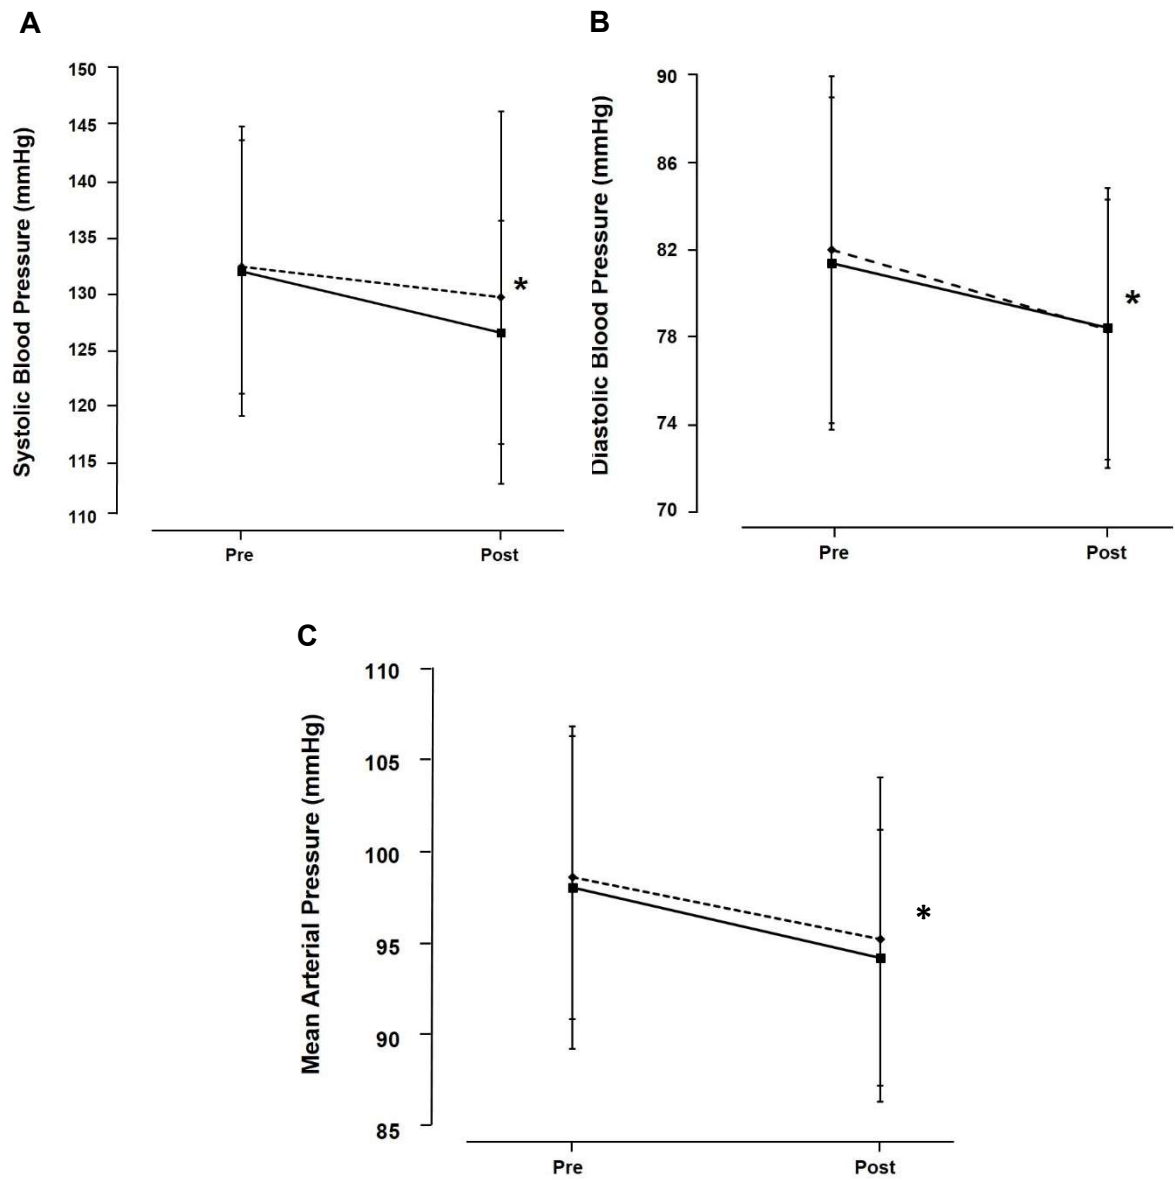 A
Systolic Blood Pressure (mmHg)
150
145
140
135
130
125
120
115
110
*
Pre
Post
B
Diastolic Blood Pressure (mmHg)
90
86
82
78
74
70
*
Pre
Post
C
Mean Arterial Pressure (mmHg)
110
105
100
95
90
85
*
Pre
Post